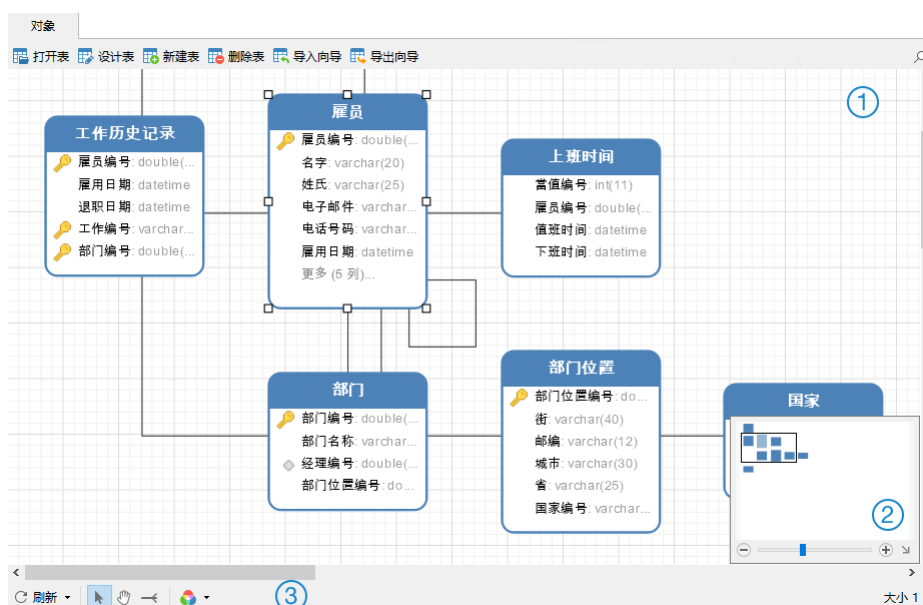 对象
打开表 设计表 新建表 删除表 导入向导 导出向导
①
工作历史记录
雇员编号: double(...
雇用日期: datetime
退职日期: datetime
工作编号: varchar...
部门编号: double(...
雇员
雇员编号: double(...
名字: varchar(20)
姓氏: varchar(25)
电子邮件: varchar...
电话号码: varchar...
雇用日期: datetime
更多 (5 列)...
上班时间
當值编号: int(11)
雇员编号: double(...
值班时间: datetime
下班时间: datetime
部门
部门编号: double(...
部门名称: varchar...
经理编号: double(...
部门位置编号: do...
部门位置
部门位置编号: do...
街: varchar(40)
邮编: varchar(12)
城市: varchar(30)
省: varchar(25)
国家编号: varchar...
国家
②
刷新 ③ 大小 1